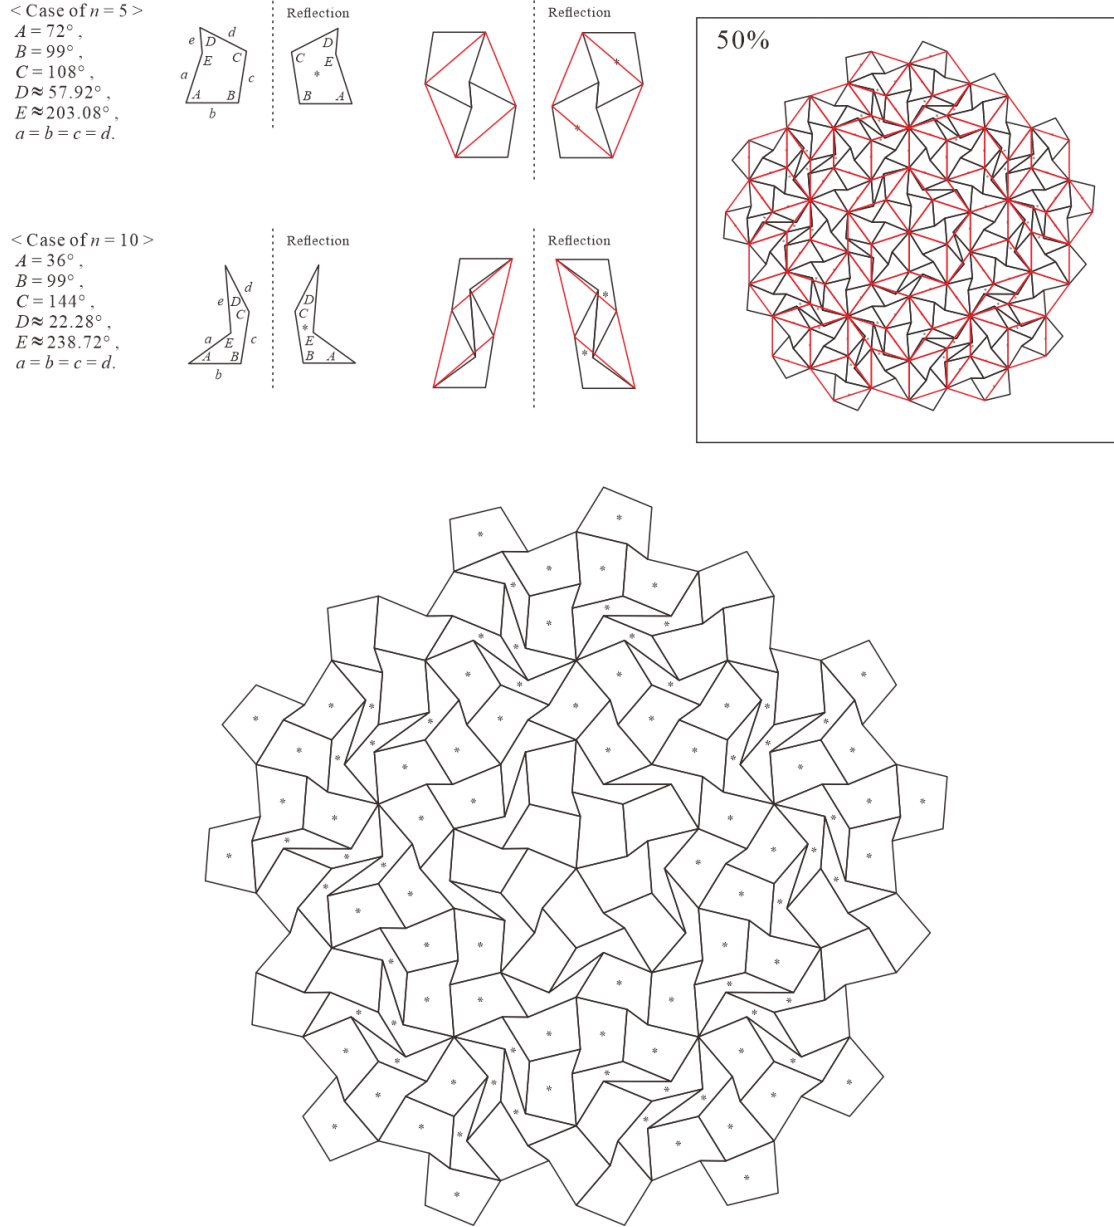 < Case of n = 5 >
A = 72° ,
B = 99° ,
C = 108° ,
D ≈ 57.92° ,
E ≈ 203.08° ,
a = b = c = d.
e D d
E C
a c
A B
b
Reflection
D
C E
*
B A
Reflection
*
*
50%
< Case of n = 10 >
A = 36° ,
B = 99° ,
C = 144° ,
D ≈ 22.28° ,
E ≈ 238.72° ,
a = b = c = d.
e D d
C
a E c
A B
b
Reflection
D
C
*
E
B A
Reflection
*
*